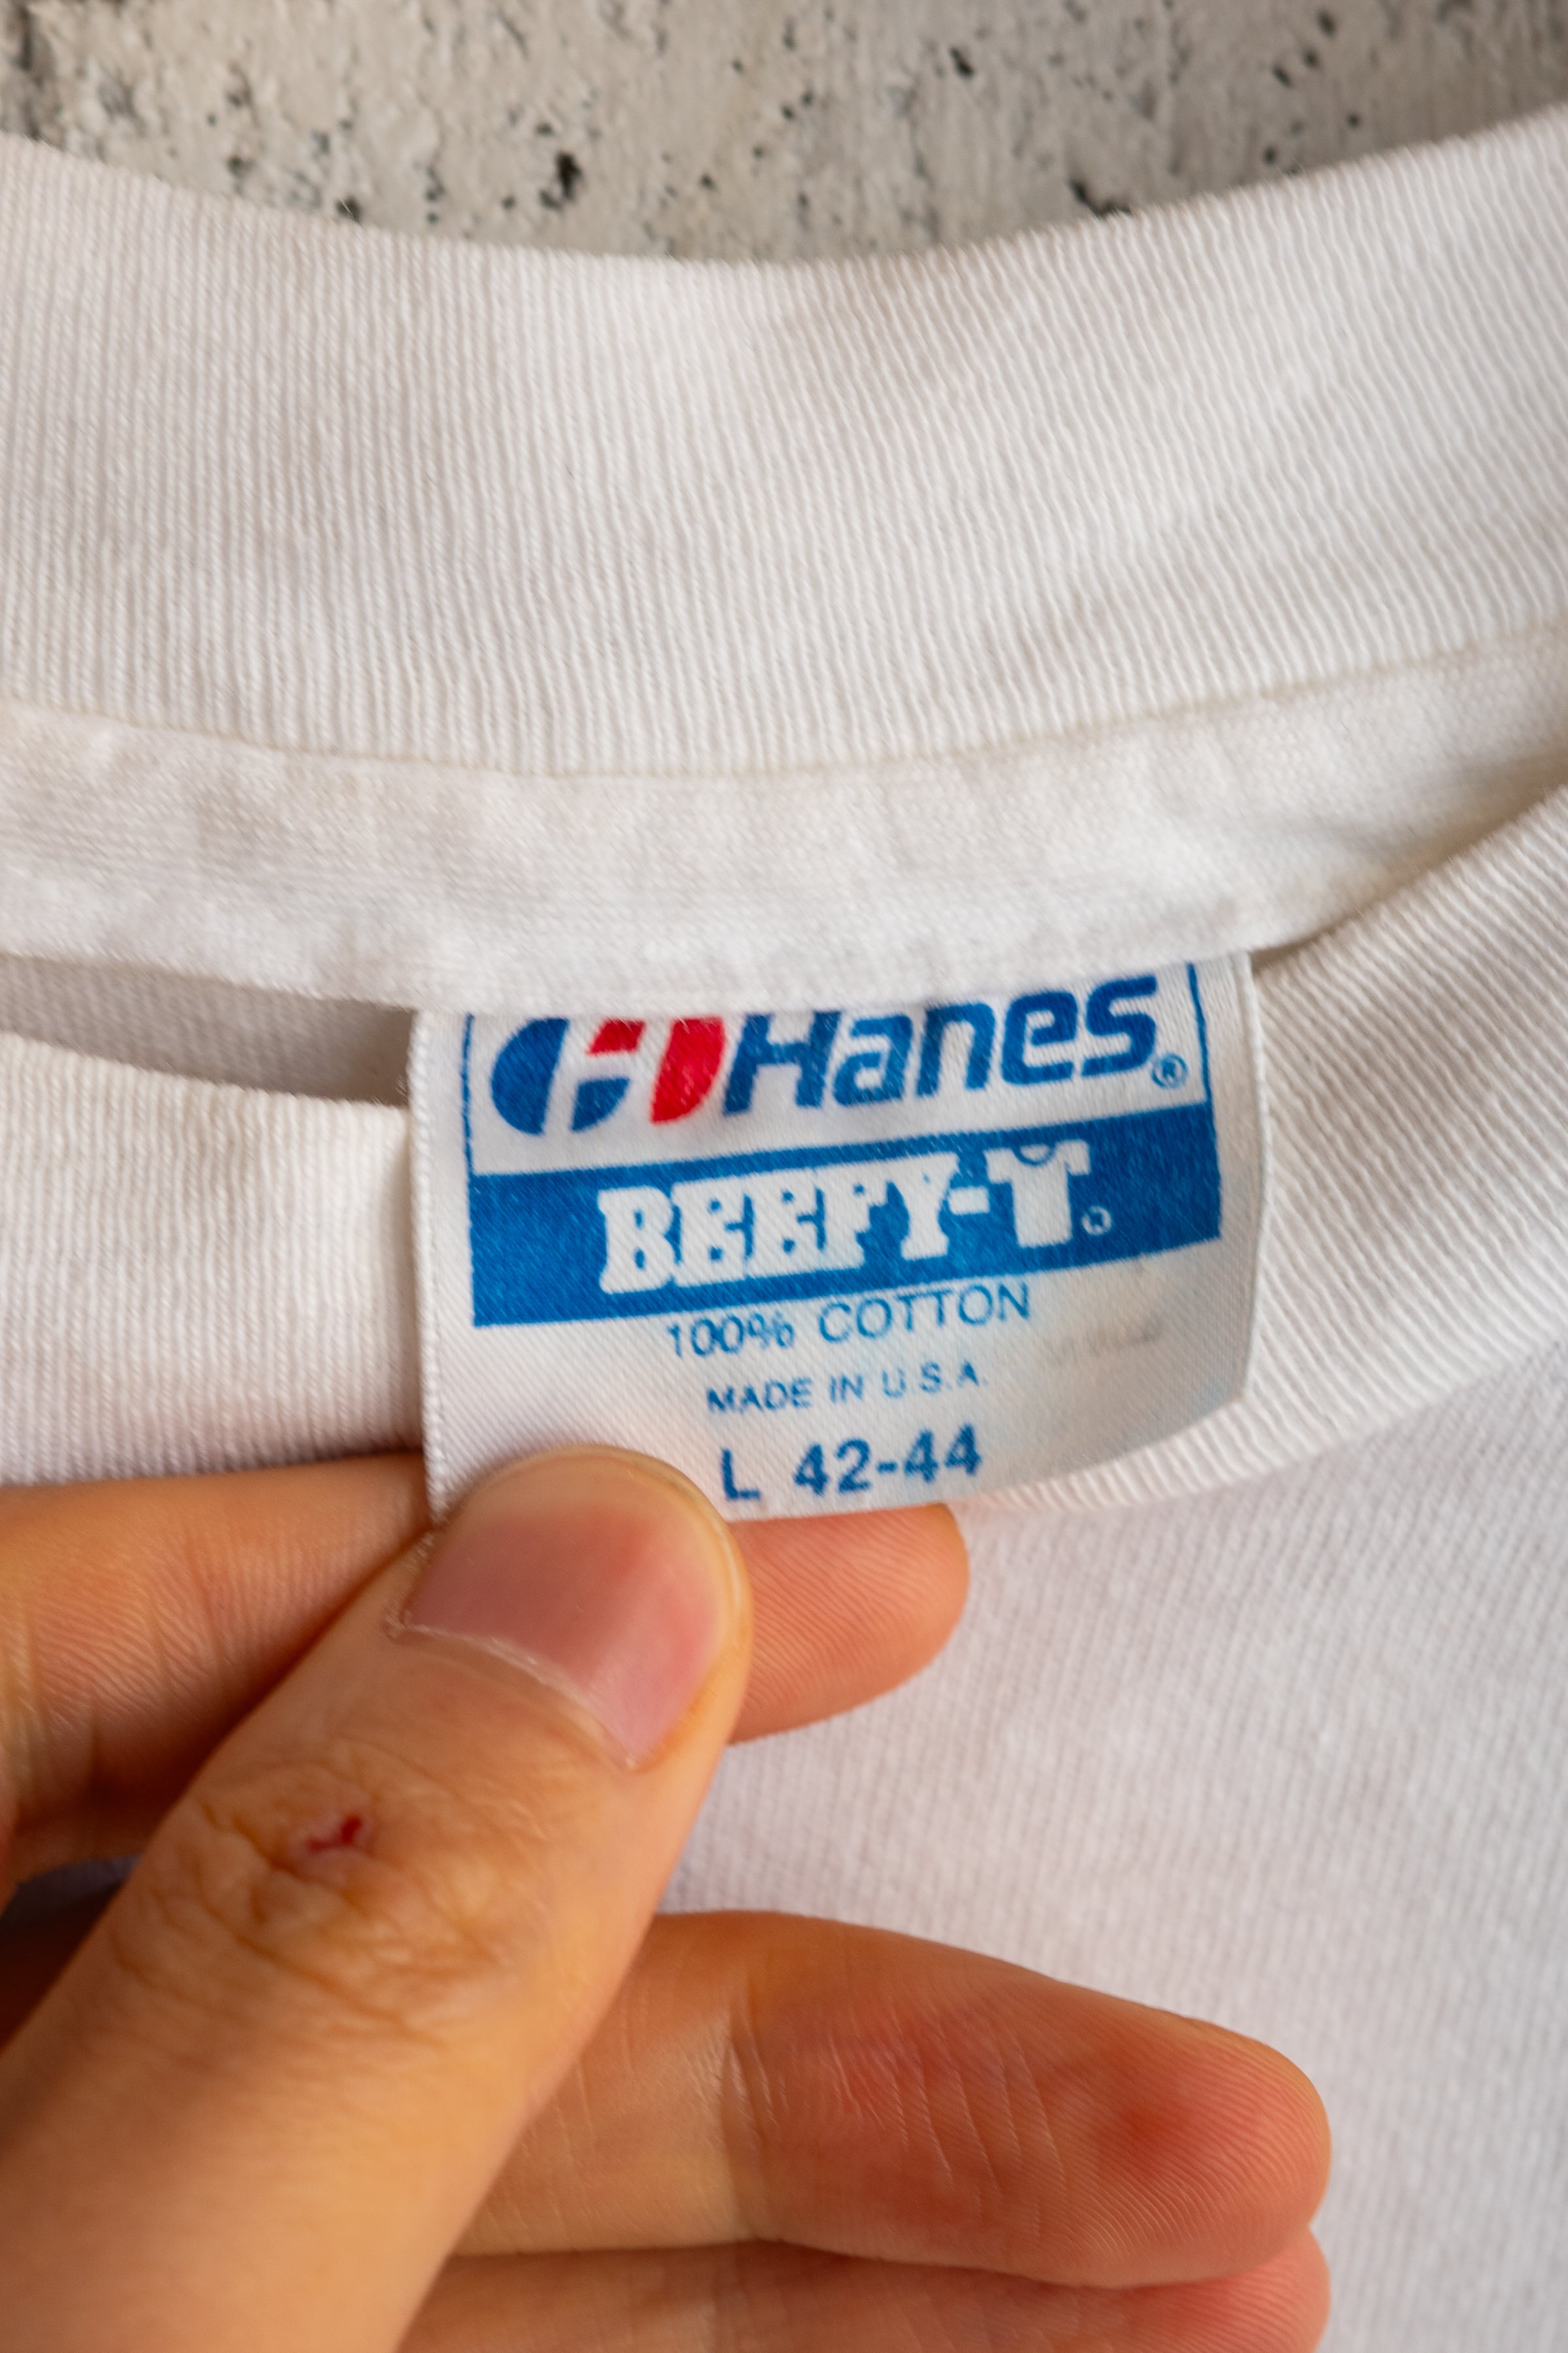 Hanes®
BEEFY-T®
100% COTTON
MADE IN U.S.A.
L 42-44